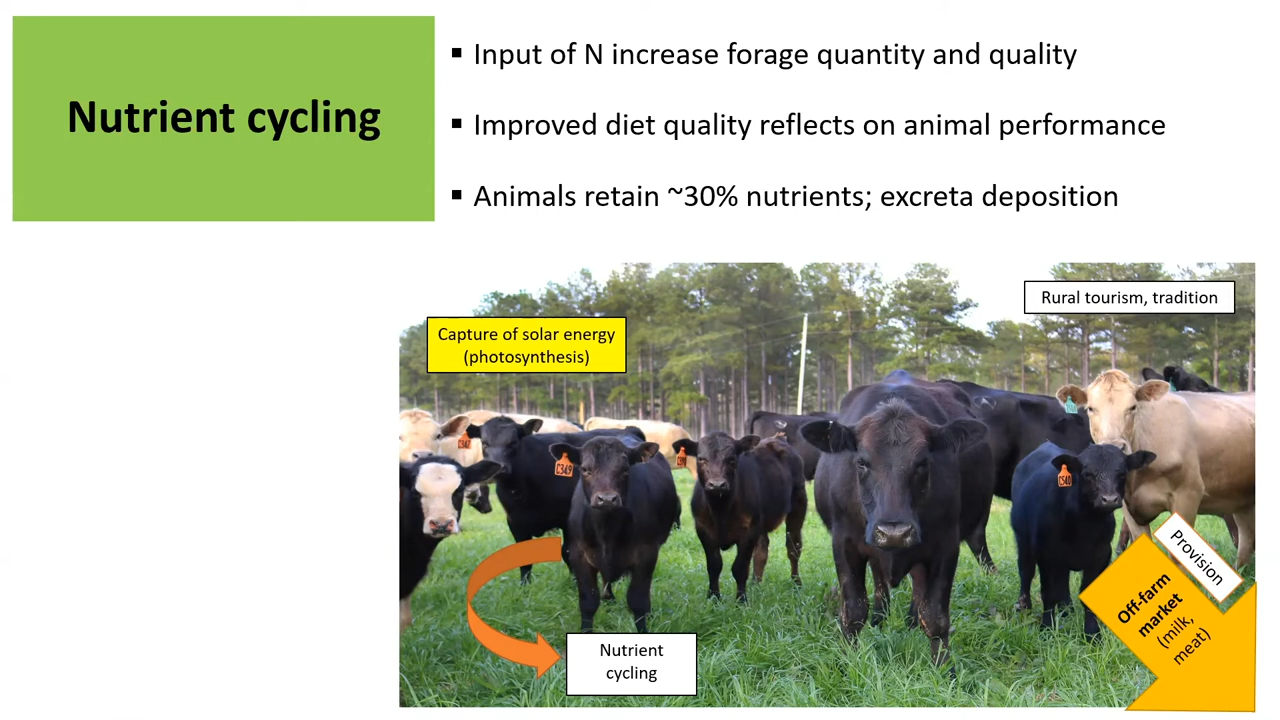 Nutrient cycling
▪ Input of N increase forage quantity and quality
▪ Improved diet quality reflects on animal performance
▪ Animals retain ~30% nutrients; excreta deposition
Rural tourism, tradition
Capture of solar energy
(photosynthesis)
C347
C349
Provision
Off-farm
market
(milk,
meat)
Nutrient
cycling